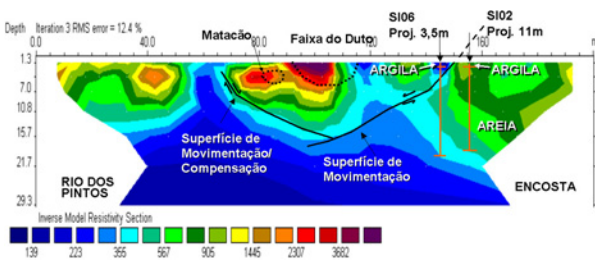 Depth Iteration 3 RMS error = 12.4 %
SI06
Proj. 3,5m
SI02
Proj. 11m
Matacão
Faixa do Duto
0.0 40.0 80.0 160 m
1.3
7.0
10.8
15.7
21.7
29.3
ARGILA
ARGILA
AREIA
Superfície de
Movimentação/
Compensação
Superfície de
Movimentação
RIO DOS
PINTOS
ENCOSTA
Inverse Model Resistivity Section
139 223 355 567 905 1445 2307 3682